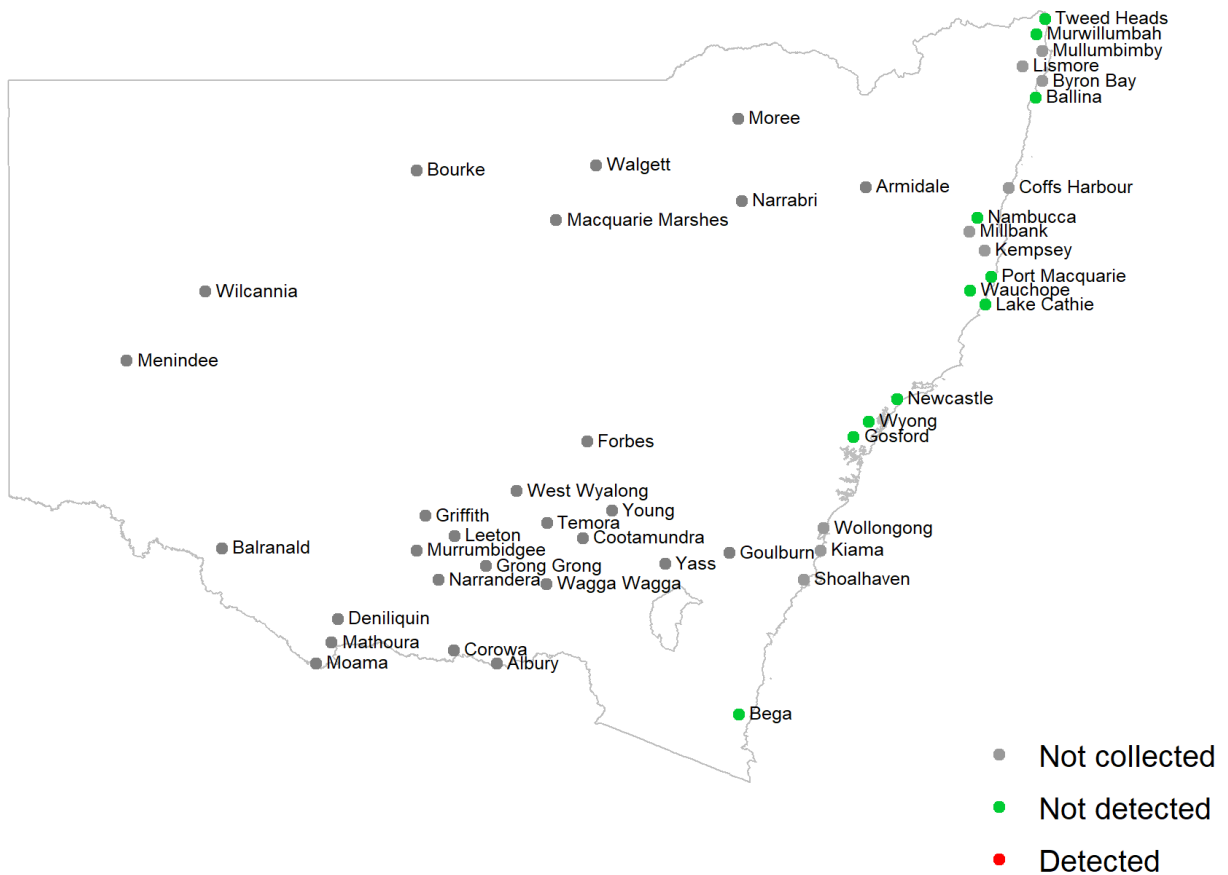 Tweed Heads
Murwillumbah
Mullumbimby
Lismore
Byron Bay
Ballina
Moree
Walgett
Bourke
Armidale
Coffs Harbour
Narrabri
Macquarie Marshes
Nambucca
Millbank
Kempsey
Port Macquarie
Wauchope
Wilcannia
Lake Cathie
Menindee
Newcastle
Wyong
Gosford
Forbes
West Wyalong
Young
Griffith
Temora
Wollongong
Leeton
Cootamundra
Balranald
Murrumbidgee
Goulburn
Kiama
Grong Grong
Yass
Narrandera
Wagga Wagga
Shoalhaven
Deniliquin
Mathoura
Corowa
Moama
Albury
Bega
Not collected
Not detected
Detected